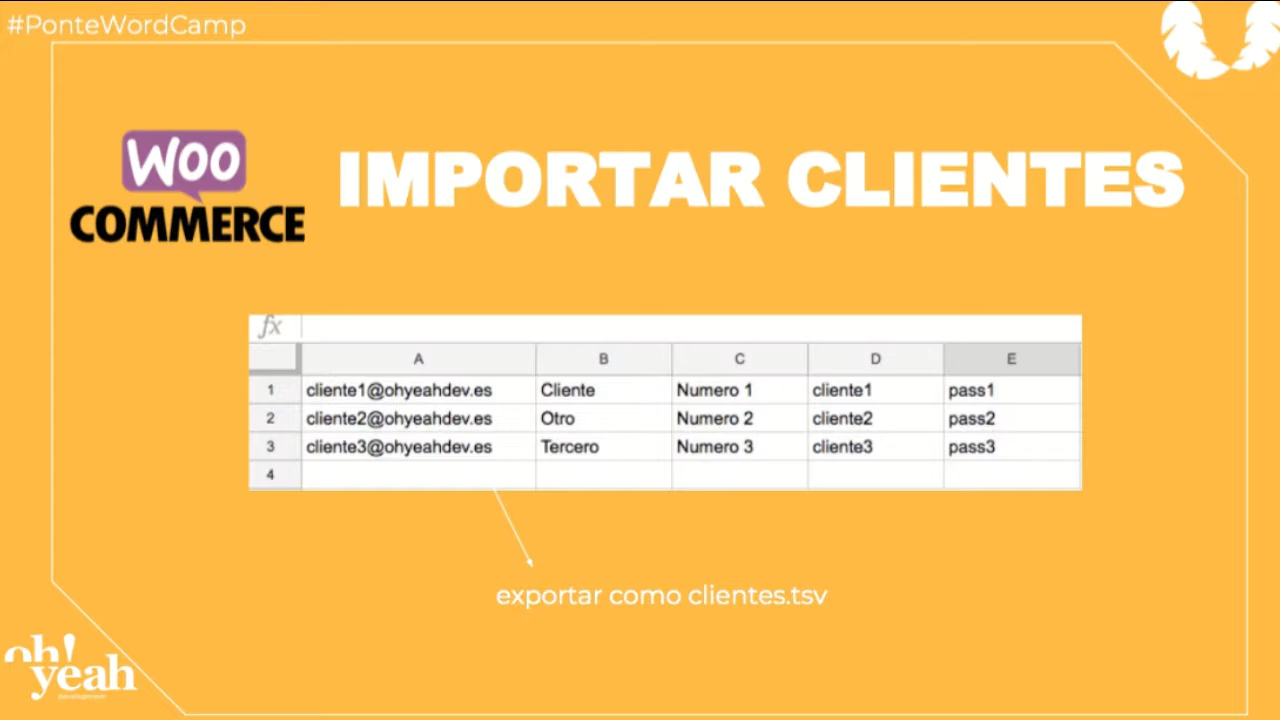 #PonteWordCamp
WOO
COMMERCE
IMPORTAR CLIENTES
fx
A B C D E
1 cliente1@ohyeahdev.es Cliente Numero 1 cliente1 pass1
2 cliente2@ohyeahdev.es Otro Numero 2 cliente2 pass2
3 cliente3@ohyeahdev.es Tercero Numero 3 cliente3 pass3
4
exportar como clientes.tsv
oh!
yeah